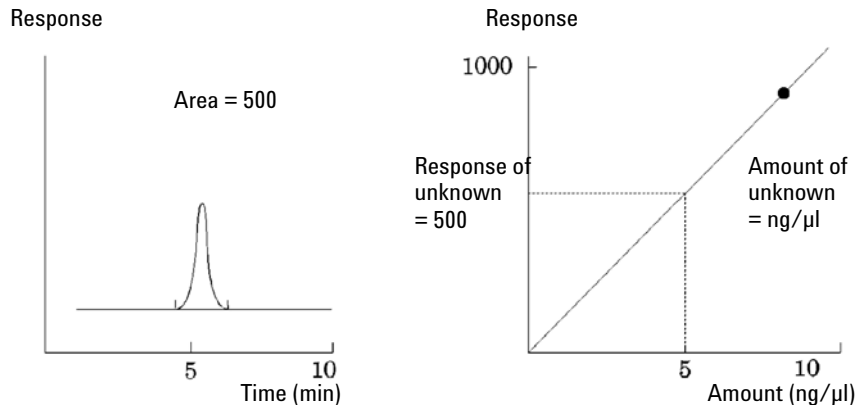 Response
Area = 500
5
10
Time (min)
Response
1000
Response of
unknown
= 500
Amount of
unknown
= ng/µl
5
10
Amount (ng/µl)